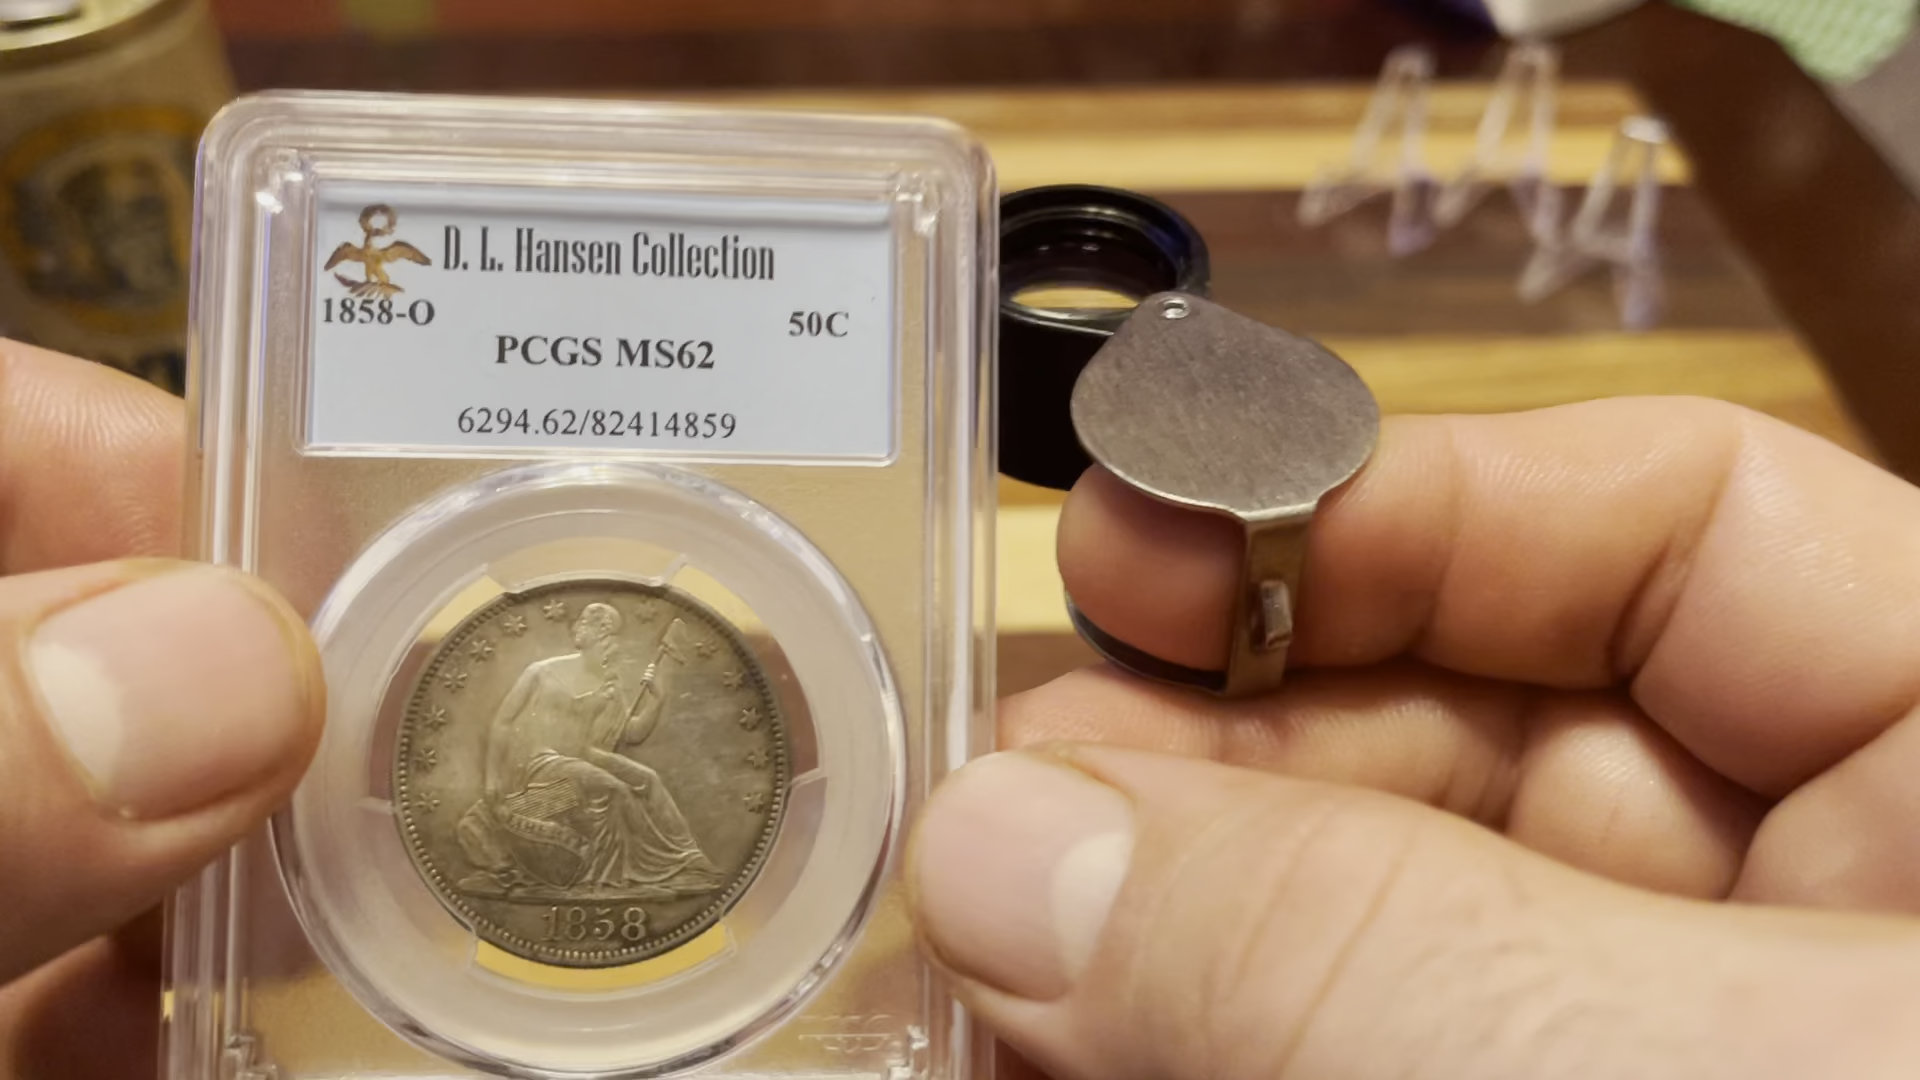 D. L. Hansen Collection
1858-O
50C
PCGS MS62
6294.62/82414859
LIBERTY
1858